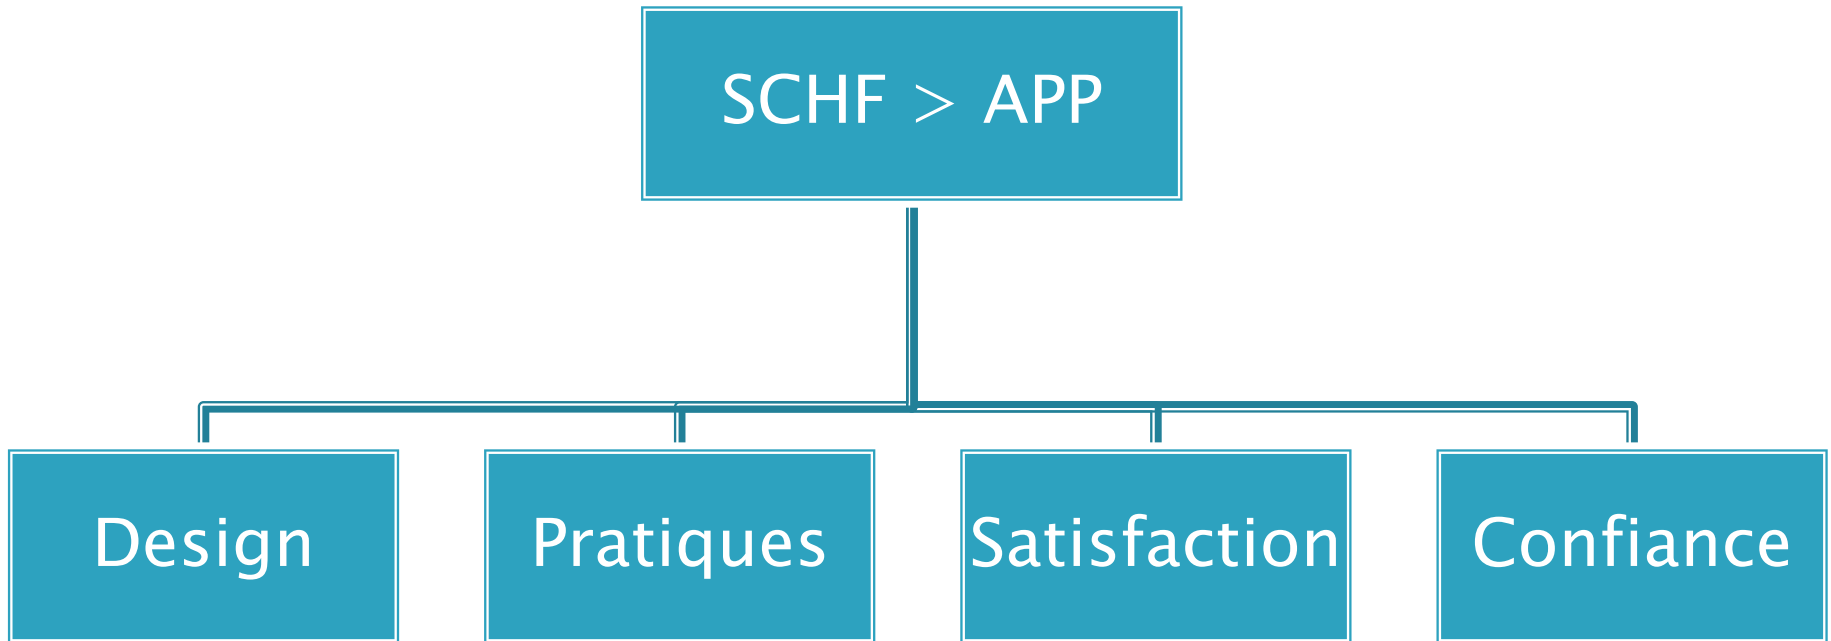 SCHF > APP
Design
Pratiques
Satisfaction
Confiance